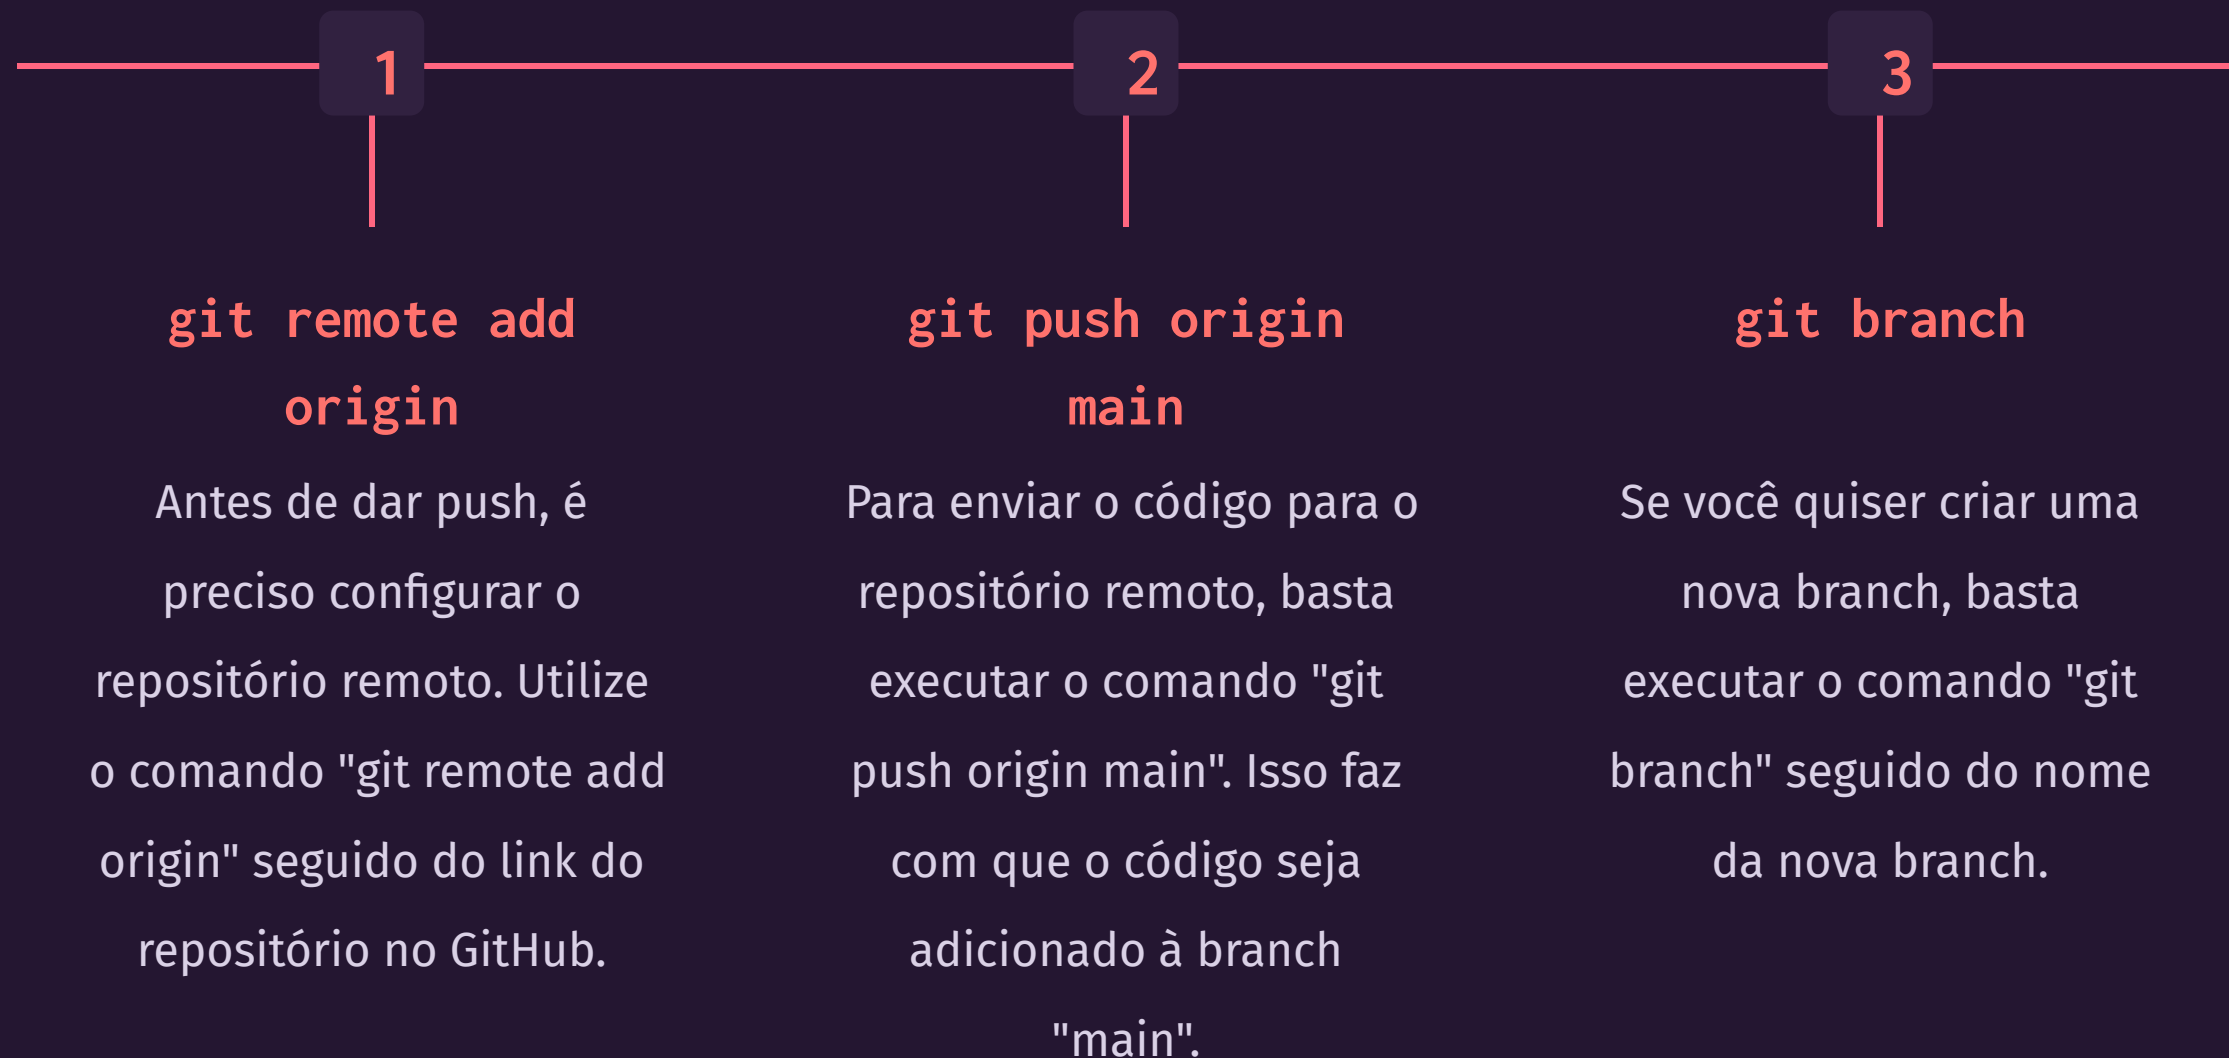 1
git remote add
origin
Antes de dar push, é
preciso configurar o
repositório remoto. Utilize
o comando "git remote add
origin" seguido do link do
repositório no GitHub.
2
git push origin
main
Para enviar o código para o
repositório remoto, basta
executar o comando "git
push origin main". Isso faz
com que o código seja
adicionado à branch
"main".
3
git branch
Se você quiser criar uma
nova branch, basta
executar o comando "git
branch" seguido do nome
da nova branch.